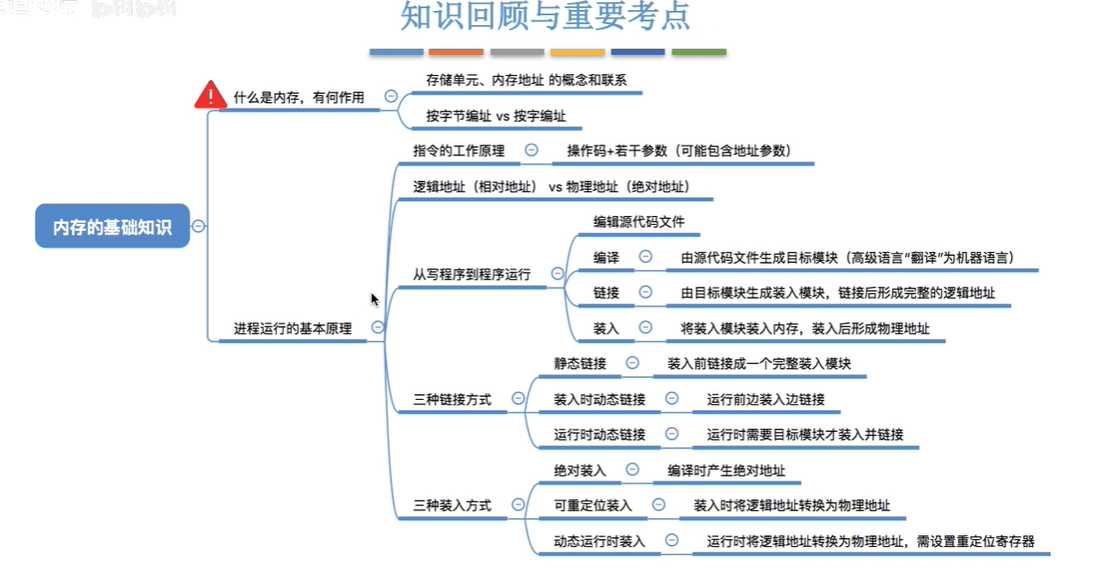 知识回顾与重要考点
什么是内存，有何作用
存储单元、内存地址 的概念和联系
按字节编址 vs 按字编址
内存的基础知识
进程运行的基本原理
指令的工作原理
操作码+若干参数（可能包含地址参数）
逻辑地址（相对地址） vs 物理地址（绝对地址）
从写程序到程序运行
编辑源代码文件
编译
由源代码文件生成目标模块（高级语言“翻译”为机器语言）
链接
由目标模块生成装入模块，链接后形成完整的逻辑地址
装入
将装入模块装入内存，装入后形成物理地址
三种链接方式
静态链接
装入前链接成一个完整装入模块
装入时动态链接
运行前边装入边链接
运行时动态链接
运行时需要目标模块才装入并链接
三种装入方式
绝对装入
编译时产生绝对地址
可重定位装入
装入时将逻辑地址转换为物理地址
动态运行时装入
运行时将逻辑地址转换为物理地址，需设置重定位寄存器